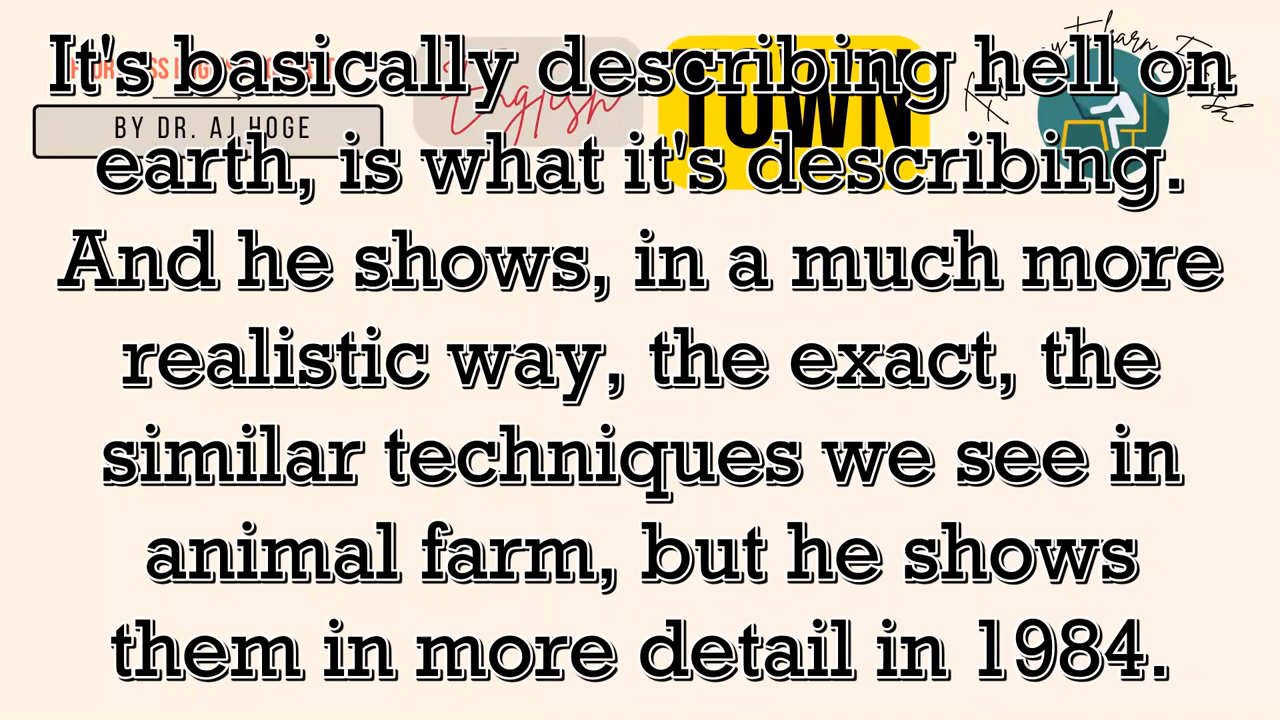 It's basically describing hell on
earth, is what it's describing.
And he shows, in a much more
realistic way, the exact, the
similar techniques we see in
animal farm, but he shows
them in more detail in 1984.
BY DR. AJ HOGE
English
TOWN